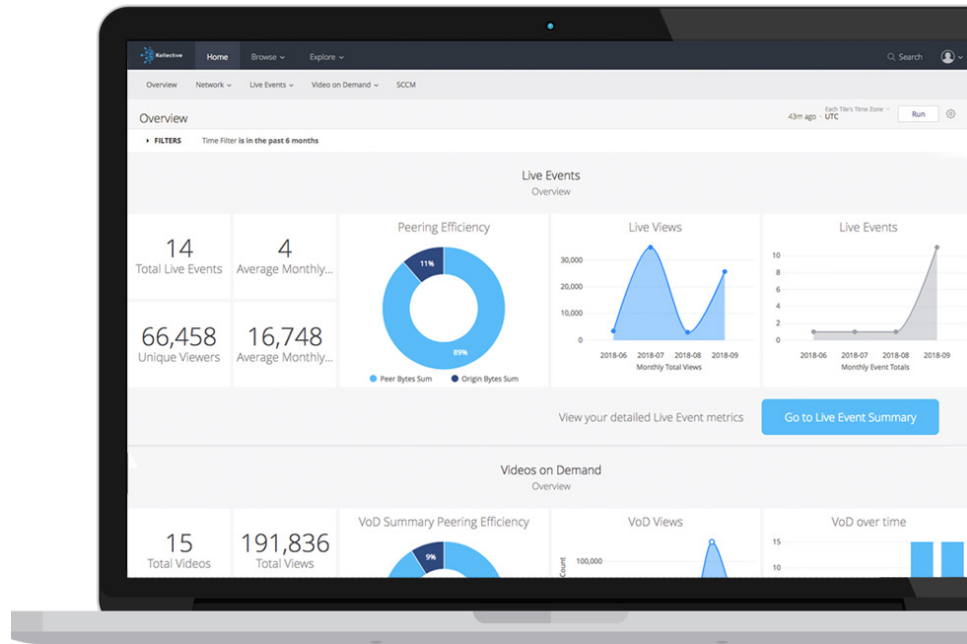 Kollective
Home
Browse
Explore
Search
Overview
Network
Live Events
Video on Demand
SCCM
Overview
43m ago ·
Each Tile's Time Zone
UTC
Run
FILTERS
Time Filter is in the past 6 months
Live Events
Overview
14
Total Live Events
4
Average Monthly...
66,458
Unique Viewers
16,748
Average Monthly...
Peering Efficiency
11%
89%
Peer Bytes Sum
Origin Bytes Sum
Live Views
30,000
20,000
10,000
0
2018-06 2018-07 2018-08 2018-09
Monthly Total Views
Live Events
10
8
6
4
2
0
2018-06 2018-07 2018-08 2018-09
Monthly Event Totals
View your detailed Live Event metrics
Go to Live Event Summary
Videos on Demand
Overview
15
Total Videos
191,836
Total Views
VoD Summary Peering Efficiency
9%
VoD Views
Count
100,000
VoD over time
15
10